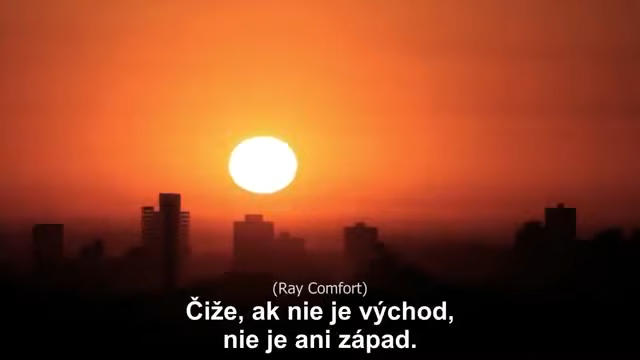 (Ray Comfort)
Čiže, ak nie je východ,
nie je ani západ.